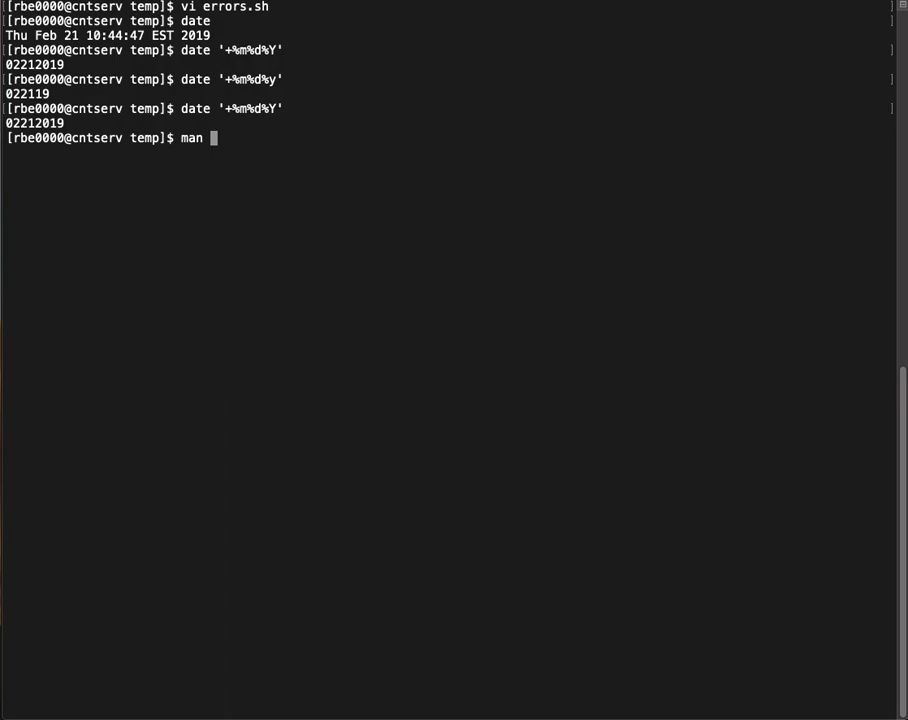 [rbe0000@cntserv temp]$ vi errors.sh
[rbe0000@cntserv temp]$ date
Thu Feb 21 10:44:47 EST 2019
[rbe0000@cntserv temp]$ date '+%m%d%Y'
02212019
[rbe0000@cntserv temp]$ date '+%m%d%y'
022119
[rbe0000@cntserv temp]$ date '+%m%d%Y'
02212019
[rbe0000@cntserv temp]$ man